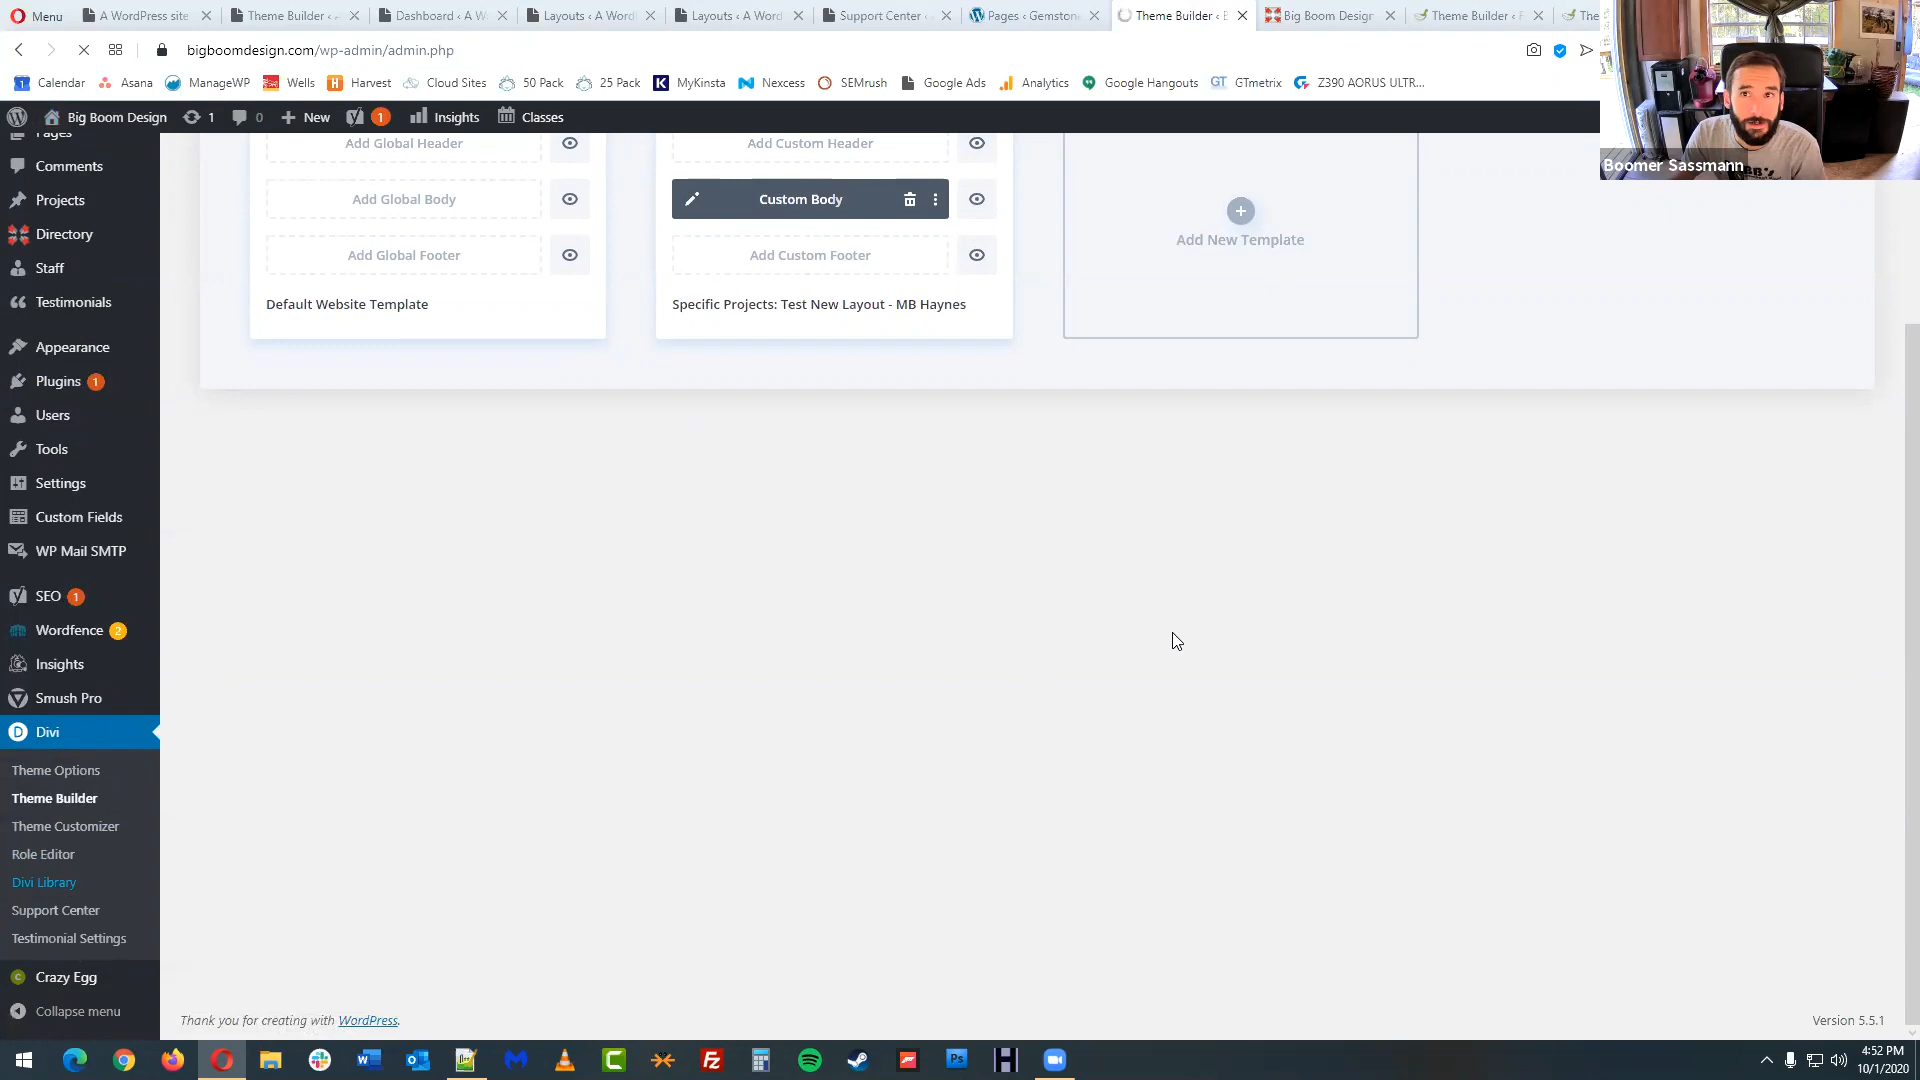 Menu
A WordPress site
Theme Builder ‹
Dashboard ‹ A W
Layouts ‹ A Word
Layouts ‹ A Word
Support Center ‹
Pages ‹ Gemstone
Theme Builder ‹ B
Big Boom Design
Theme Builder ‹ F
The
bigboomdesign.com/wp-admin/admin.php
Calendar
Asana
ManageWP
Wells
Harvest
Cloud Sites
50 Pack
25 Pack
MyKinsta
Nexcess
SEMrush
Google Ads
Analytics
Google Hangouts
GT GTmetrix
Z390 AORUS ULTR...
Big Boom Design
1
0
New
1
Insights
Classes
Boomer Sassmann
Pages
Comments
Projects
Directory
Staff
Testimonials
Appearance
Plugins 1
Users
Tools
Settings
Custom Fields
WP Mail SMTP
SEO 1
Wordfence 2
Insights
Smush Pro
Divi
Theme Options
Theme Builder
Theme Customizer
Role Editor
Divi Library
Support Center
Testimonial Settings
Crazy Egg
Collapse menu
Add Global Header
Add Global Body
Add Global Footer
Default Website Template
Add Custom Header
Custom Body
Add Custom Footer
Specific Projects: Test New Layout - MB Haynes
Add New Template
Thank you for creating with WordPress.
Version 5.5.1
4:52 PM
10/1/2020